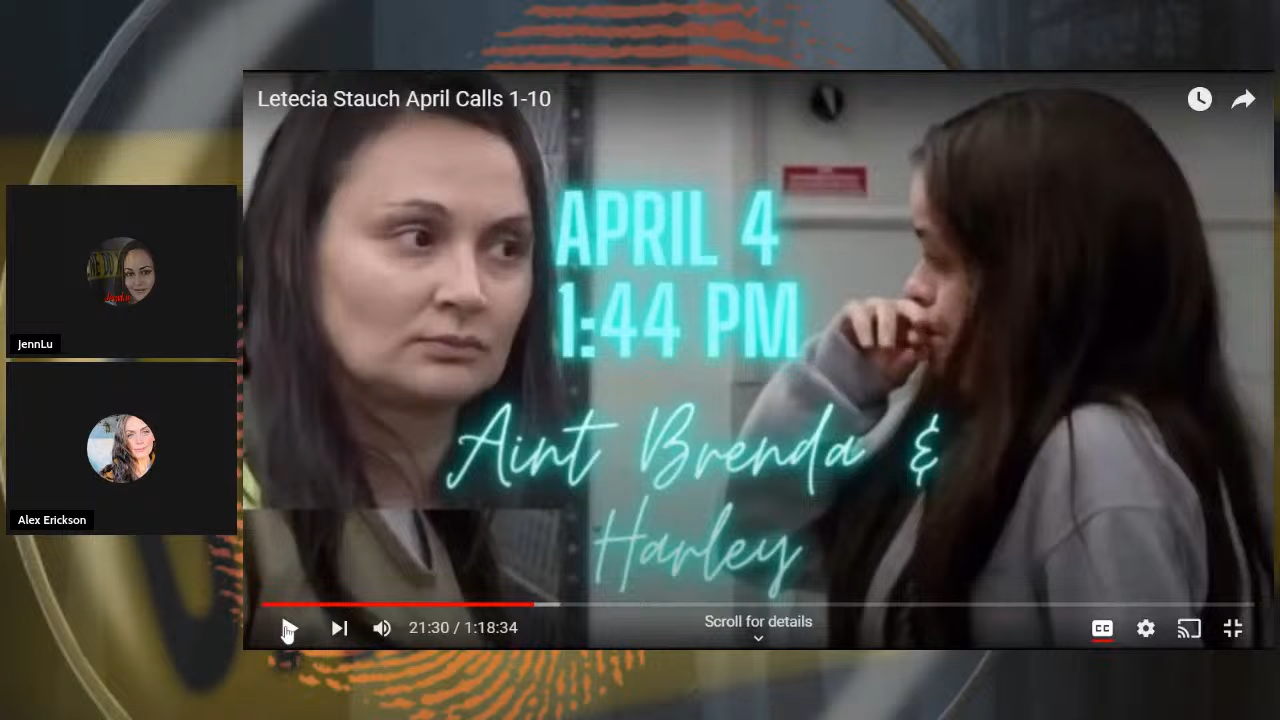 Letecia Stauch April Calls 1-10
APRIL 4
1:44 PM
Aint Brenda &
Harley
JennLu
Alex Erickson
21:30 / 1:18:34
Scroll for details
CC